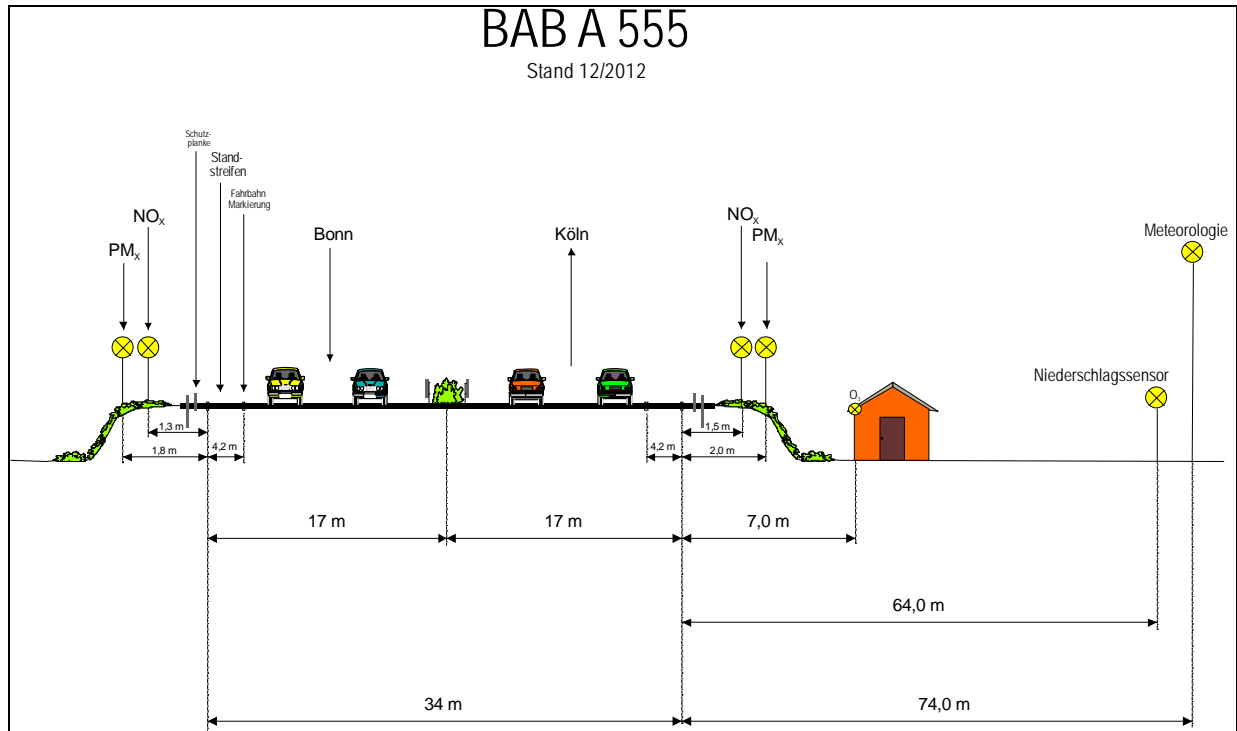 BAB A 555
Stand 12/2012
Schutz-
planke
Stand-
streifen
Fahrbahn
Markierung
NOx
PMx
Bonn
Köln
NOx
PMx
Meteorologie
Niederschlagssensor
O3
1,3 m
1,8 m
4,2 m
4,2 m
1,5 m
2,0 m
17 m
17 m
7,0 m
64,0 m
34 m
74,0 m